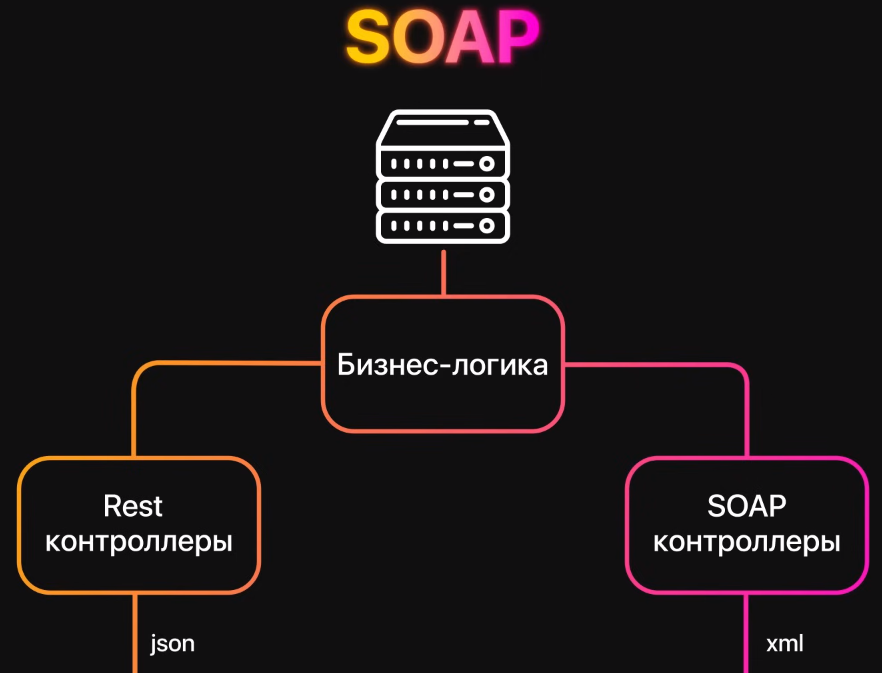 SOAP
Бизнес-логика
Rest
контроллеры
SOAP
контроллеры
json
xml